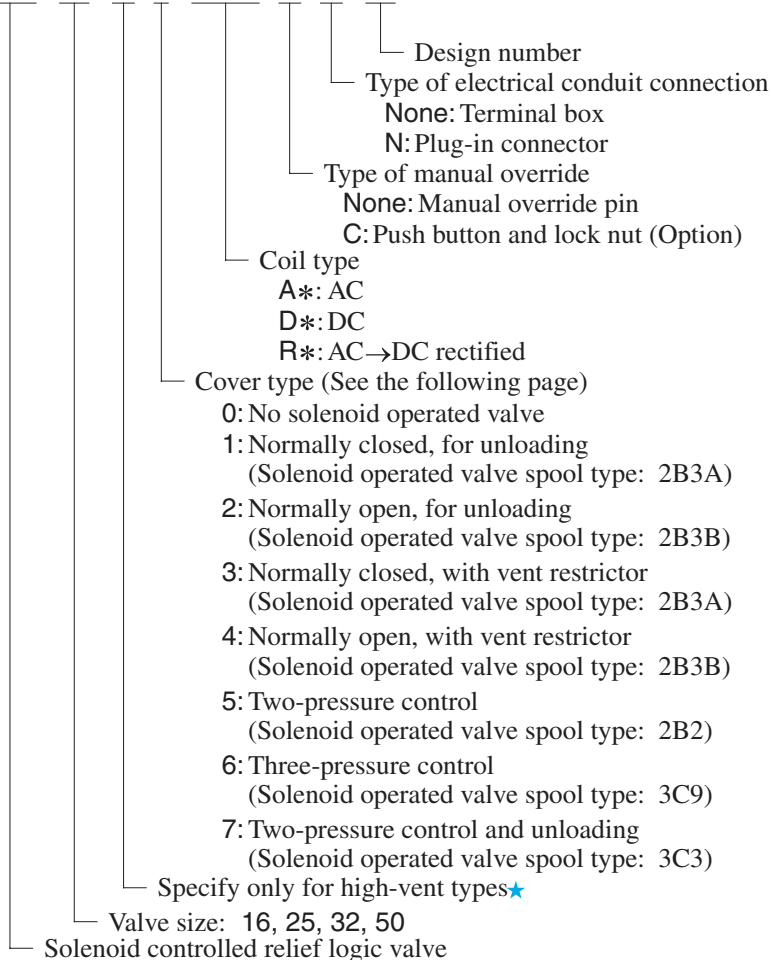 Design number
Type of electrical conduit connection
None: Terminal box
N: Plug-in connector
Type of manual override
None: Manual override pin
C: Push button and lock nut (Option)
Coil type
A*: AC
D*: DC
R*: AC→DC rectified
Cover type (See the following page)
0: No solenoid operated valve
1: Normally closed, for unloading
(Solenoid operated valve spool type: 2B3A)
2: Normally open, for unloading
(Solenoid operated valve spool type: 2B3B)
3: Normally closed, with vent restrictor
(Solenoid operated valve spool type: 2B3A)
4: Normally open, with vent restrictor
(Solenoid operated valve spool type: 2B3B)
5: Two-pressure control
(Solenoid operated valve spool type: 2B2)
6: Three-pressure control
(Solenoid operated valve spool type: 3C9)
7: Two-pressure control and unloading
(Solenoid operated valve spool type: 3C3)
Specify only for high-vent types★
Valve size: 16, 25, 32, 50
Solenoid controlled relief logic valve